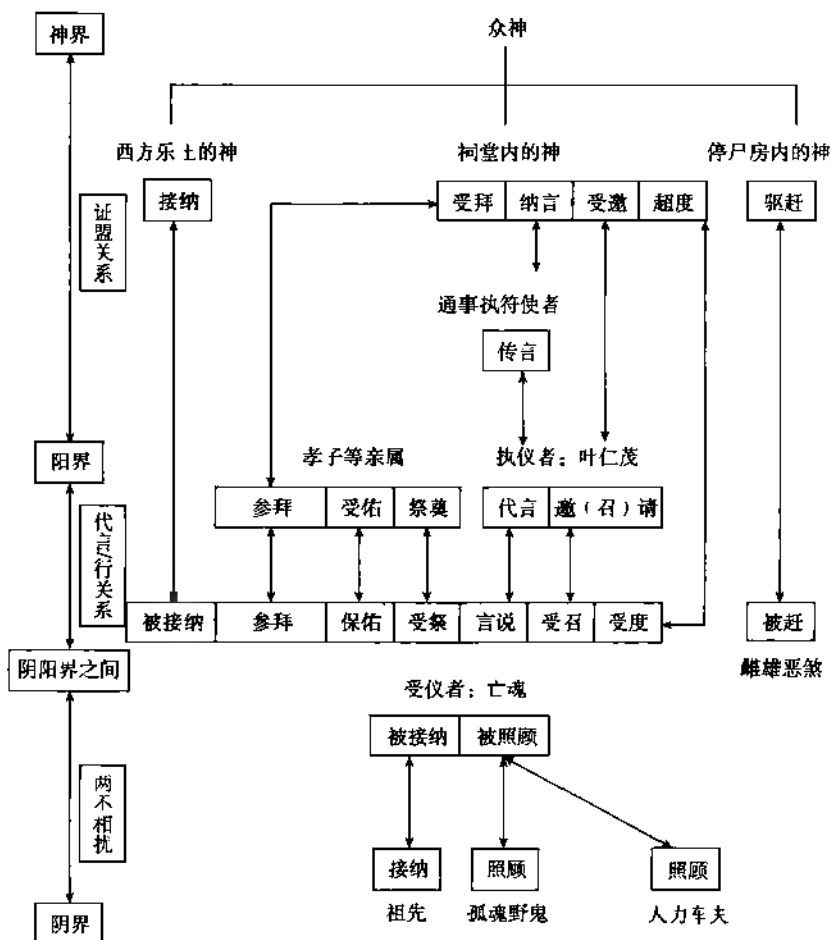 神界
众神
西方乐土的神 祠堂内的神 停尸房内的神
接纳 受拜 纳言 受邀 超度 驱赶
证盟关系
通事执符使者
传言
阳界 孝子等亲属 执仪者：叶仁茂
参拜 受佑 祭奠 代言 邀（召）请
代言/行关系
被接纳 参拜 保佑 受祭 言说 受召 受度 被赶
阴阳界之间 受仪者：亡魂 雌雄恶煞
被接纳 被照顾
两不相扰
接纳 照顾 照顾
祖先 孤魂野鬼 人力车夫
阴界